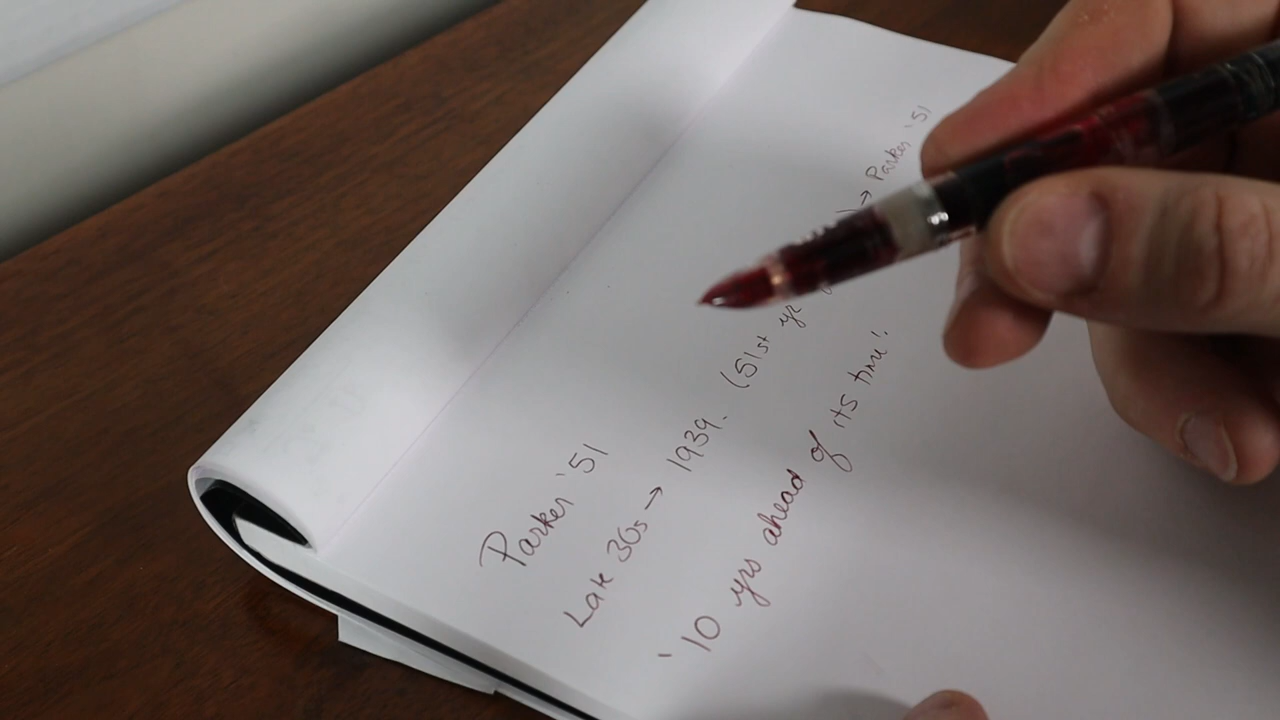 Parker '51
Late 30s → 1939. (51st yr → Parker '51
'10 yrs ahead of its time'.